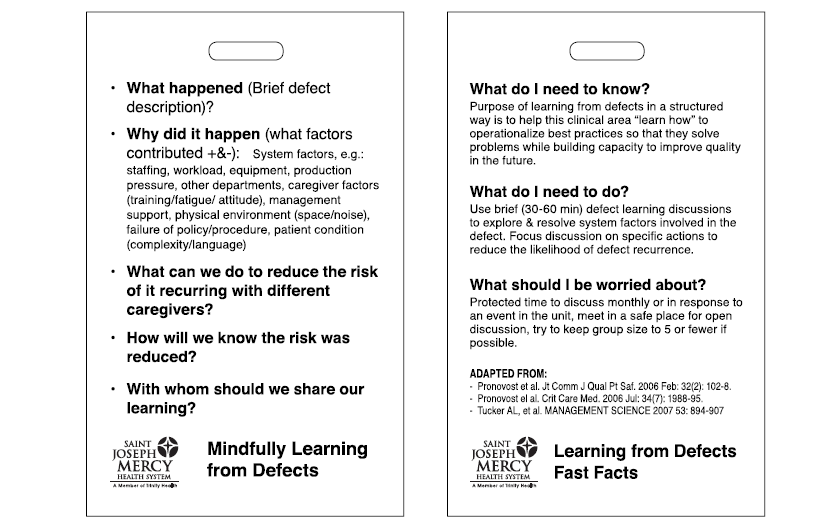 • What happened (Brief defect
description)?
• Why did it happen (what factors
contributed +&-): System factors, e.g.:
staffing, workload, equipment, production
pressure, other departments, caregiver factors
(training/fatigue/ attitude), management
support, physical environment (space/noise),
failure of policy/procedure, patient condition
(complexity/language)
• What can we do to reduce the risk
of it recurring with different
caregivers?
• How will we know the risk was
reduced?
• With whom should we share our
learning?
SAINT
JOSEPH
MERCY
HEALTH SYSTEM
A Member of Trinity Health
Mindfully Learning
from Defects
What do I need to know?
Purpose of learning from defects in a structured
way is to help this clinical area “learn how” to
operationalize best practices so that they solve
problems while building capacity to improve quality
in the future.
What do I need to do?
Use brief (30-60 min) defect learning discussions
to explore & resolve system factors involved in the
defect. Focus discussion on specific actions to
reduce the likelihood of defect recurrence.
What should I be worried about?
Protected time to discuss monthly or in response to
an event in the unit, meet in a safe place for open
discussion, try to keep group size to 5 or fewer if
possible.
ADAPTED FROM:
- Pronovost et al. Jt Comm J Qual Pt Saf. 2006 Feb: 32(2): 102-8.
- Pronovost el al. Crit Care Med. 2006 Jul: 34(7): 1988-95.
- Tucker AL, et al. MANAGEMENT SCIENCE 2007 53: 894-907
SAINT
JOSEPH
MERCY
HEALTH SYSTEM
A Member of Trinity Health
Learning from Defects
Fast Facts